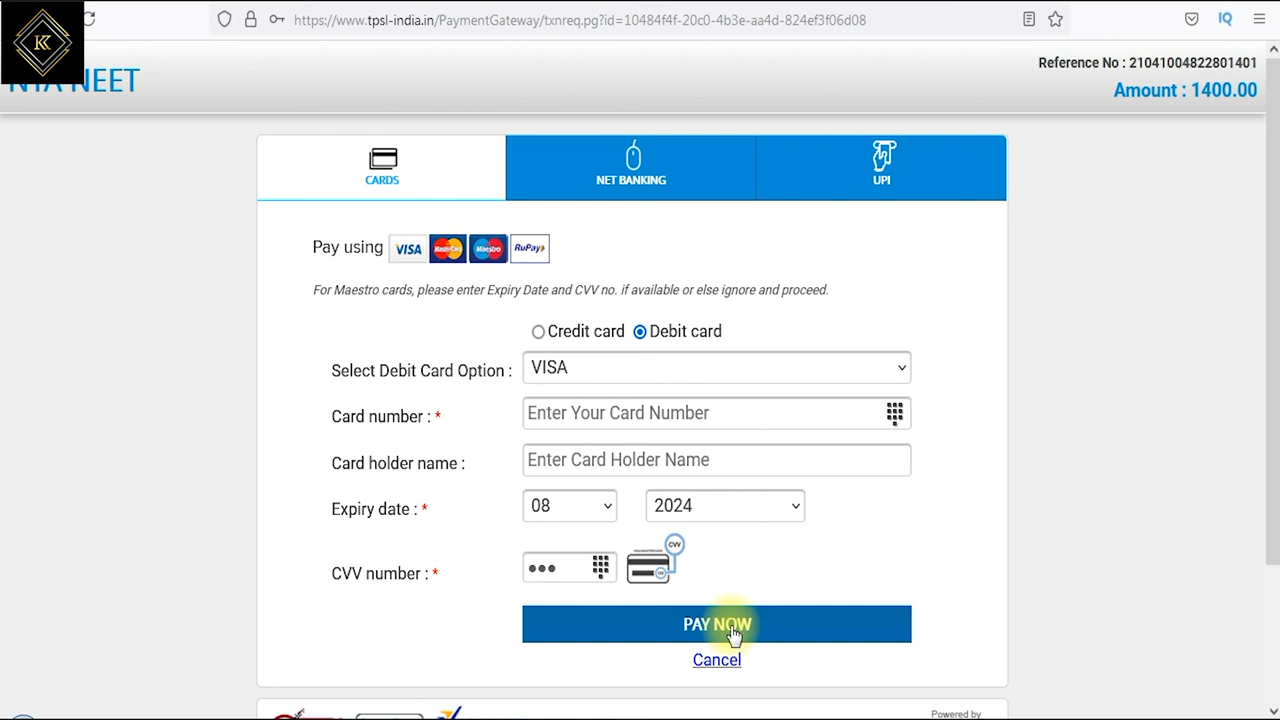 https://www.tpsl-india.in/PaymentGateway/txnreq.pg?id=10484f4f-20c0-4b3e-aa4d-824ef3f06d08
IQ
K
NTA NEET
Reference No : 21041004822801401
Amount : 1400.00
CARDS
NET BANKING
UPI
Pay using VISA MasterCard Maestro RuPay
For Maestro cards, please enter Expiry Date and CVV no. if available or else ignore and proceed.
Credit card Debit card
Select Debit Card Option : VISA
Card number : * Enter Your Card Number
Card holder name : Enter Card Holder Name
Expiry date : * 08 2024
CVV number : * CVV
PAY NOW
Cancel
Powered by